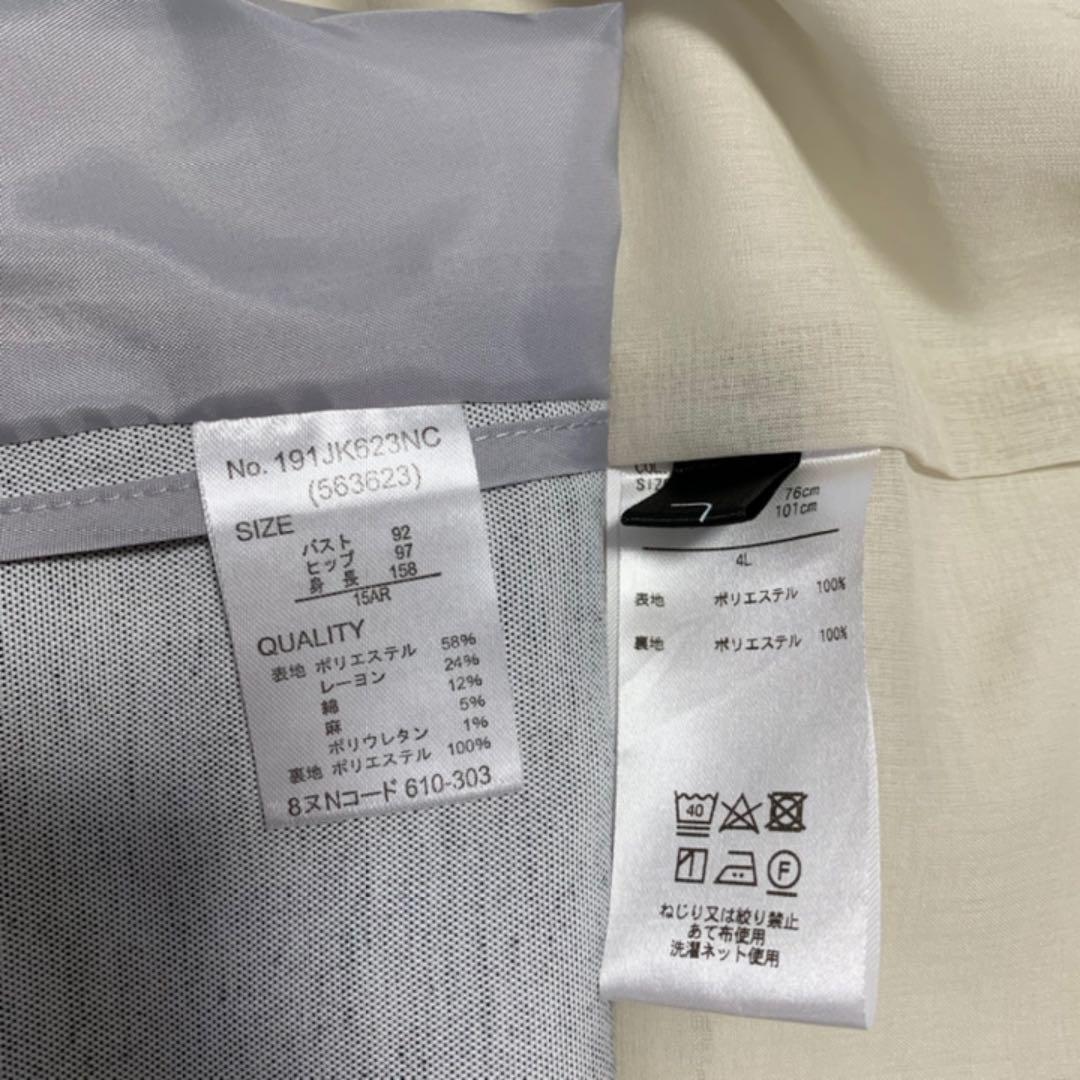 No. 191JK623NC
(563623)
SIZE
バスト 92
ヒップ 97
身長 158
15AR
QUALITY
表地 ポリエステル 58%
レーヨン 24%
綿 12%
麻 5%
ポリウレタン 1%
裏地 ポリエステル 100%
8ヌNコード 610-303
COL.
SIZE
76cm
101cm
4L
表地 ポリエステル 100%
裏地 ポリエステル 100%
40
F
ねじり又は絞り禁止
あて布使用
洗濯ネット使用